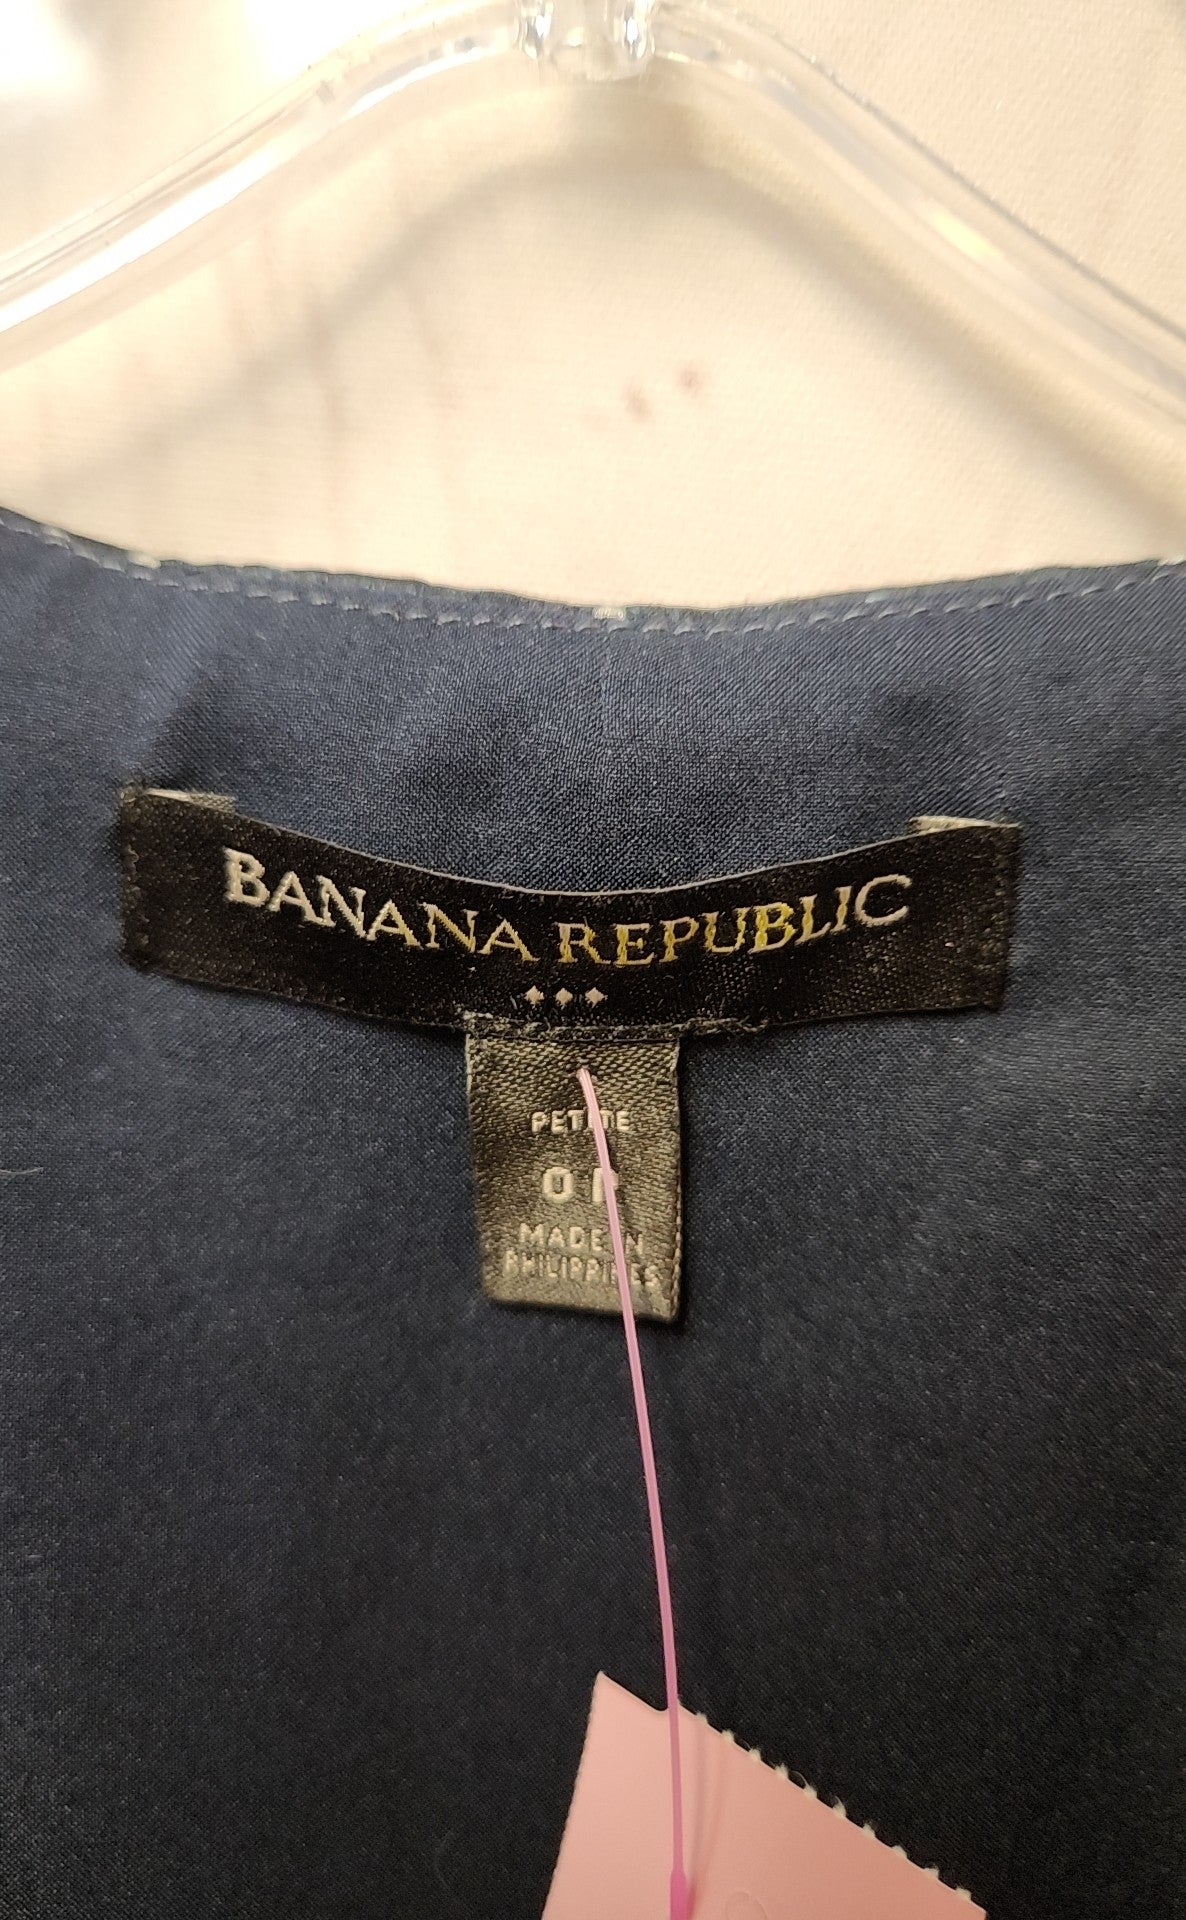 BANANA REPUBLIC
PETITE
0P
MADE IN
PHILIPPINES